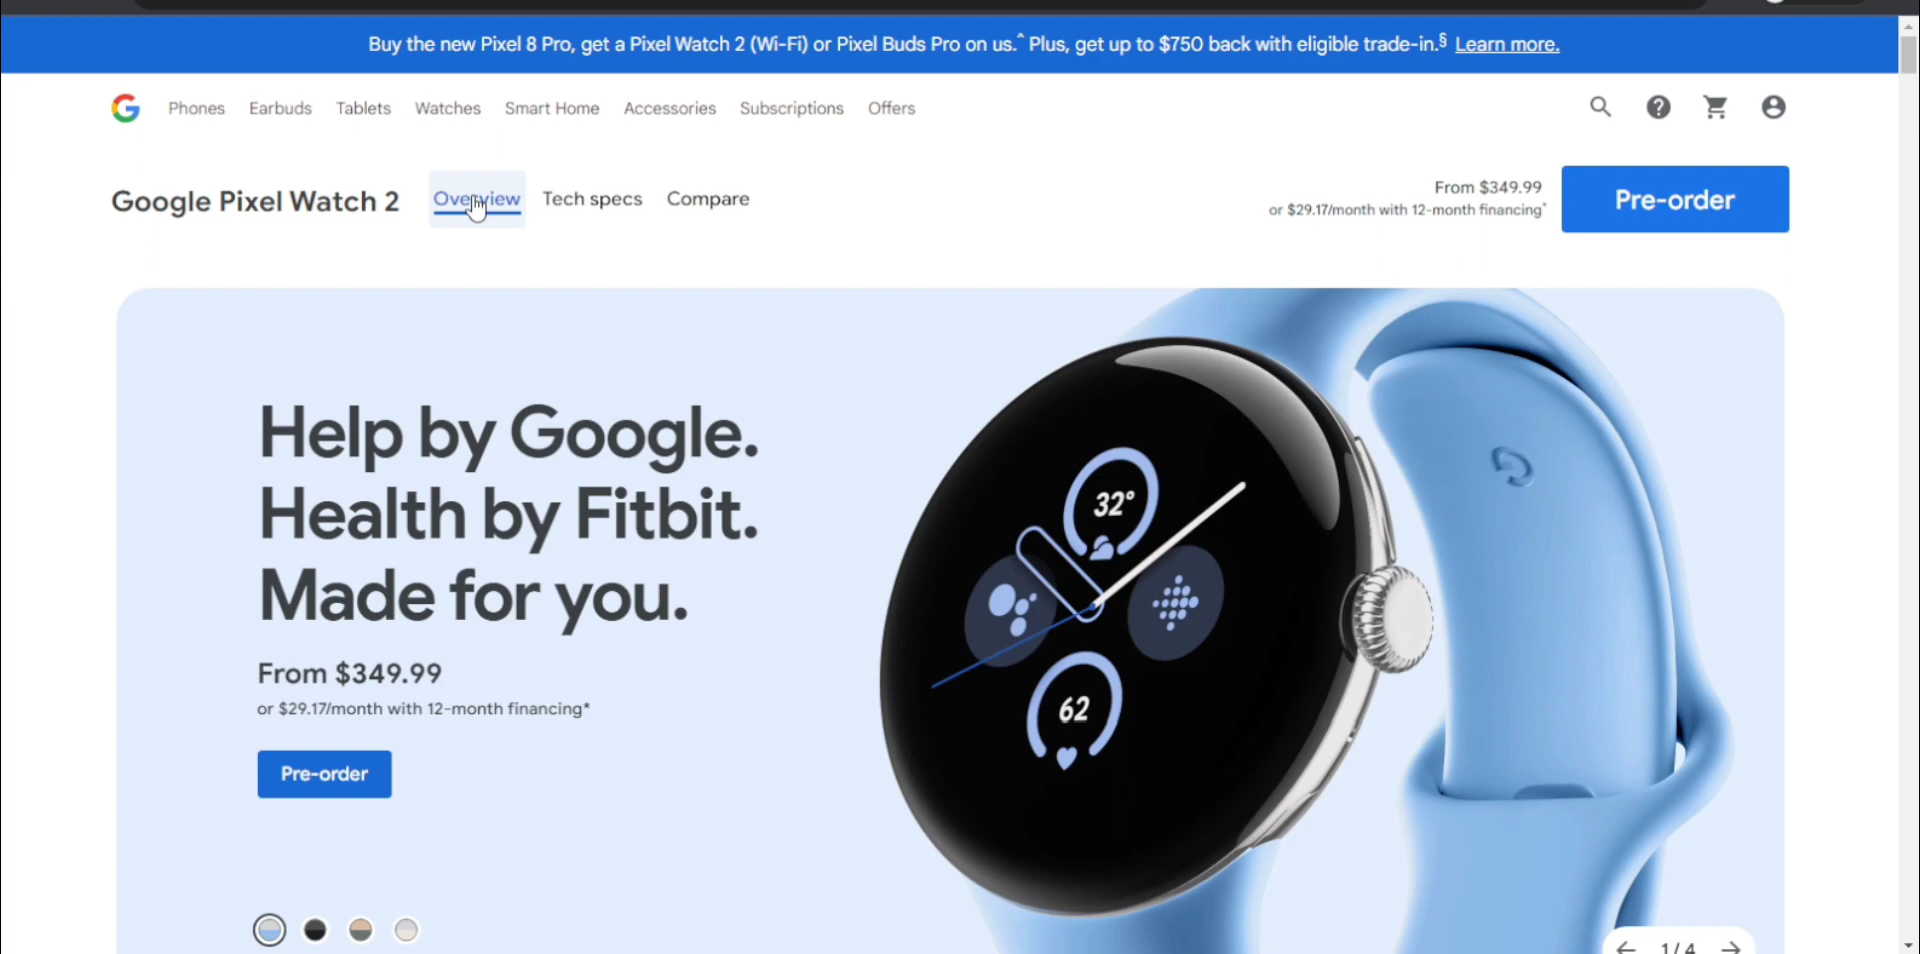 Buy the new Pixel 8 Pro, get a Pixel Watch 2 (Wi-Fi) or Pixel Buds Pro on us.^ Plus, get up to $750 back with eligible trade-in.§ Learn more.
Phones Earbuds Tablets Watches Smart Home Accessories Subscriptions Offers
Google Pixel Watch 2 Overview Tech specs Compare
From $349.99
or $29.17/month with 12-month financing*
Pre-order
Help by Google.
Health by Fitbit.
Made for you.
From $349.99
or $29.17/month with 12-month financing*
Pre-order
32°
62
1/4